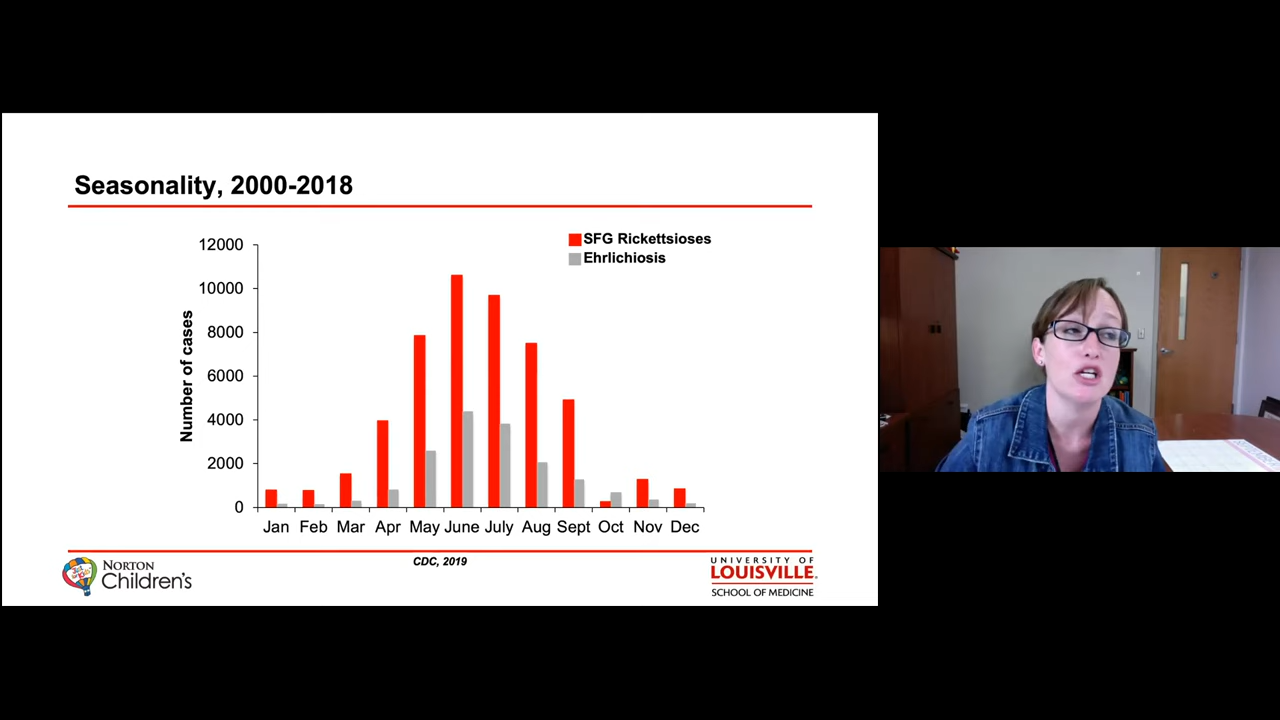 Seasonality, 2000-2018
SFG Rickettsioses
Ehrlichiosis
Number of cases
12000
10000
8000
6000
4000
2000
0
Jan Feb Mar Apr May June July Aug Sept Oct Nov Dec
CDC, 2019
NORTON
Children's
UNIVERSITY OF
LOUISVILLE.
SCHOOL OF MEDICINE